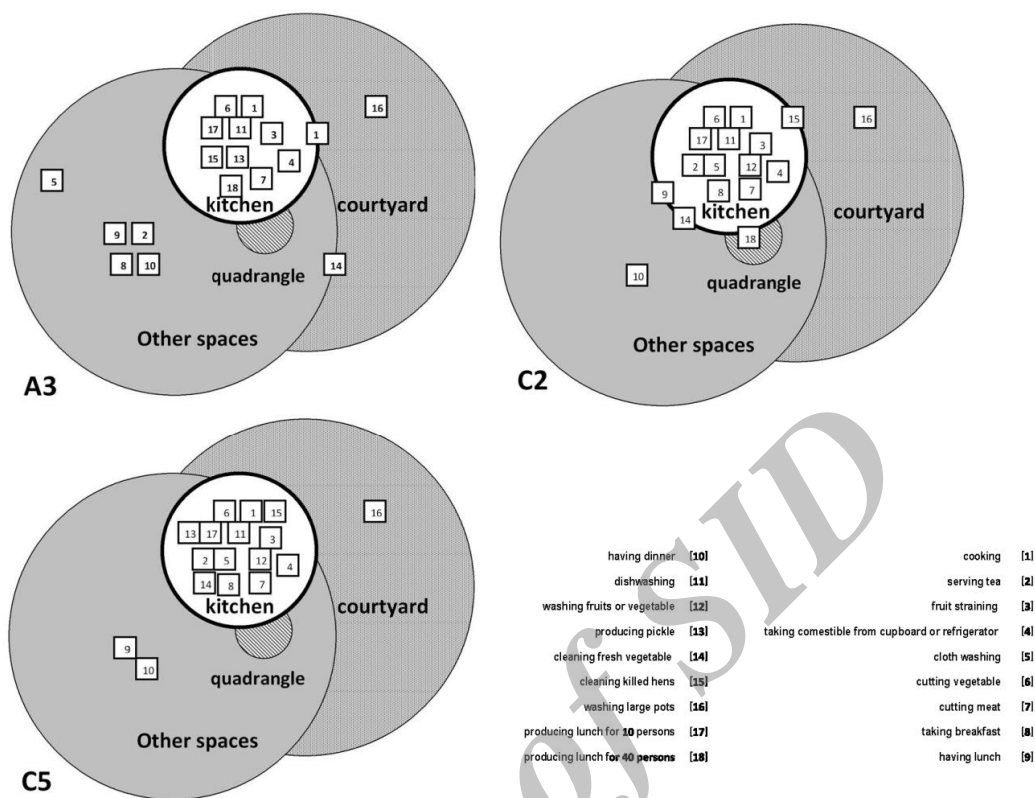 6 1 16
17 11 3 1
15 13 4
5 18 7
kitchen courtyard
9 2
8 10 14
quadrangle
Other spaces
A3
6 1 15 16
17 11 3
2 5 12 4
9 8 7
14 kitchen courtyard
18
10 quadrangle
Other spaces
C2
6 1 15 16
13 17 11 3
2 5 12 4
14 8 7
kitchen courtyard
9
10 quadrangle
Other spaces
C5
having dinner [10] cooking [1]
dishwashing [11] serving tea [2]
washing fruits or vegetable [12] fruit straining [3]
producing pickle [13] taking comestible from cupboard or refrigerator [4]
cleaning fresh vegetable [14] cloth washing [5]
cleaning killed hens [15] cutting vegetable [6]
washing large pots [16] cutting meat [7]
producing lunch for 10 persons [17] taking breakfast [8]
producing lunch for 40 persons [18] having lunch [9]
of SID